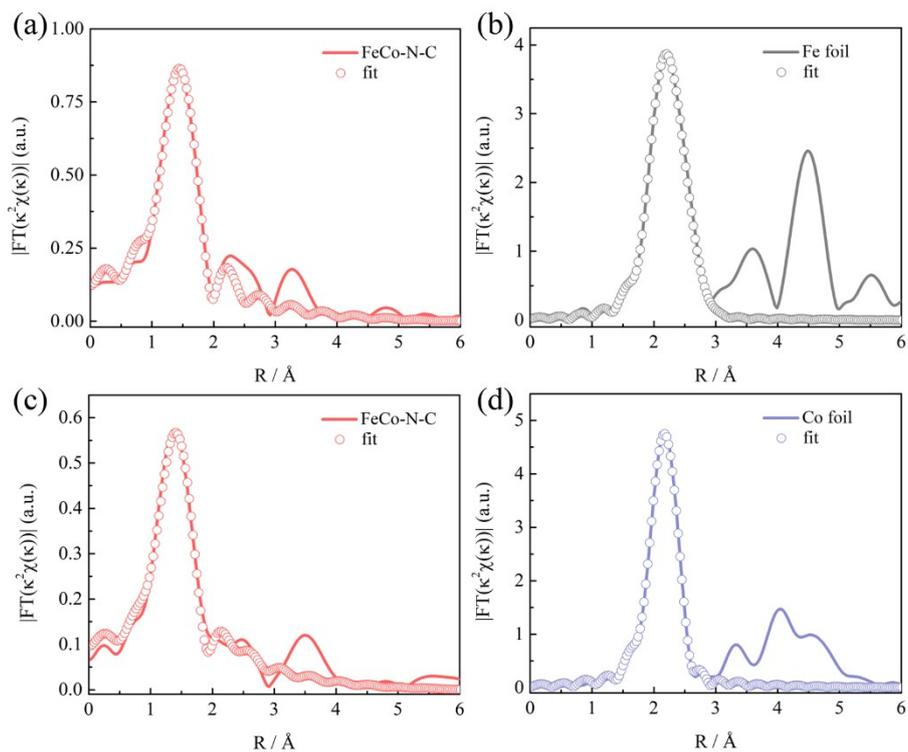 (a)
FeCo-N-C
fit
|FT(κ²χ(κ))| (a.u.)
1.00
0.75
0.50
0.25
0.00
0 1 2 3 4 5 6
R / Å
(b)
Fe foil
fit
|FT(κ²χ(κ))| (a.u.)
4
3
2
1
0
0 1 2 3 4 5 6
R / Å
(c)
FeCo-N-C
fit
|FT(κ²χ(κ))| (a.u.)
0.6
0.5
0.4
0.3
0.2
0.1
0.0
0 1 2 3 4 5 6
R / Å
(d)
Co foil
fit
|FT(κ²χ(κ))| (a.u.)
5
4
3
2
1
0
0 1 2 3 4 5 6
R / Å